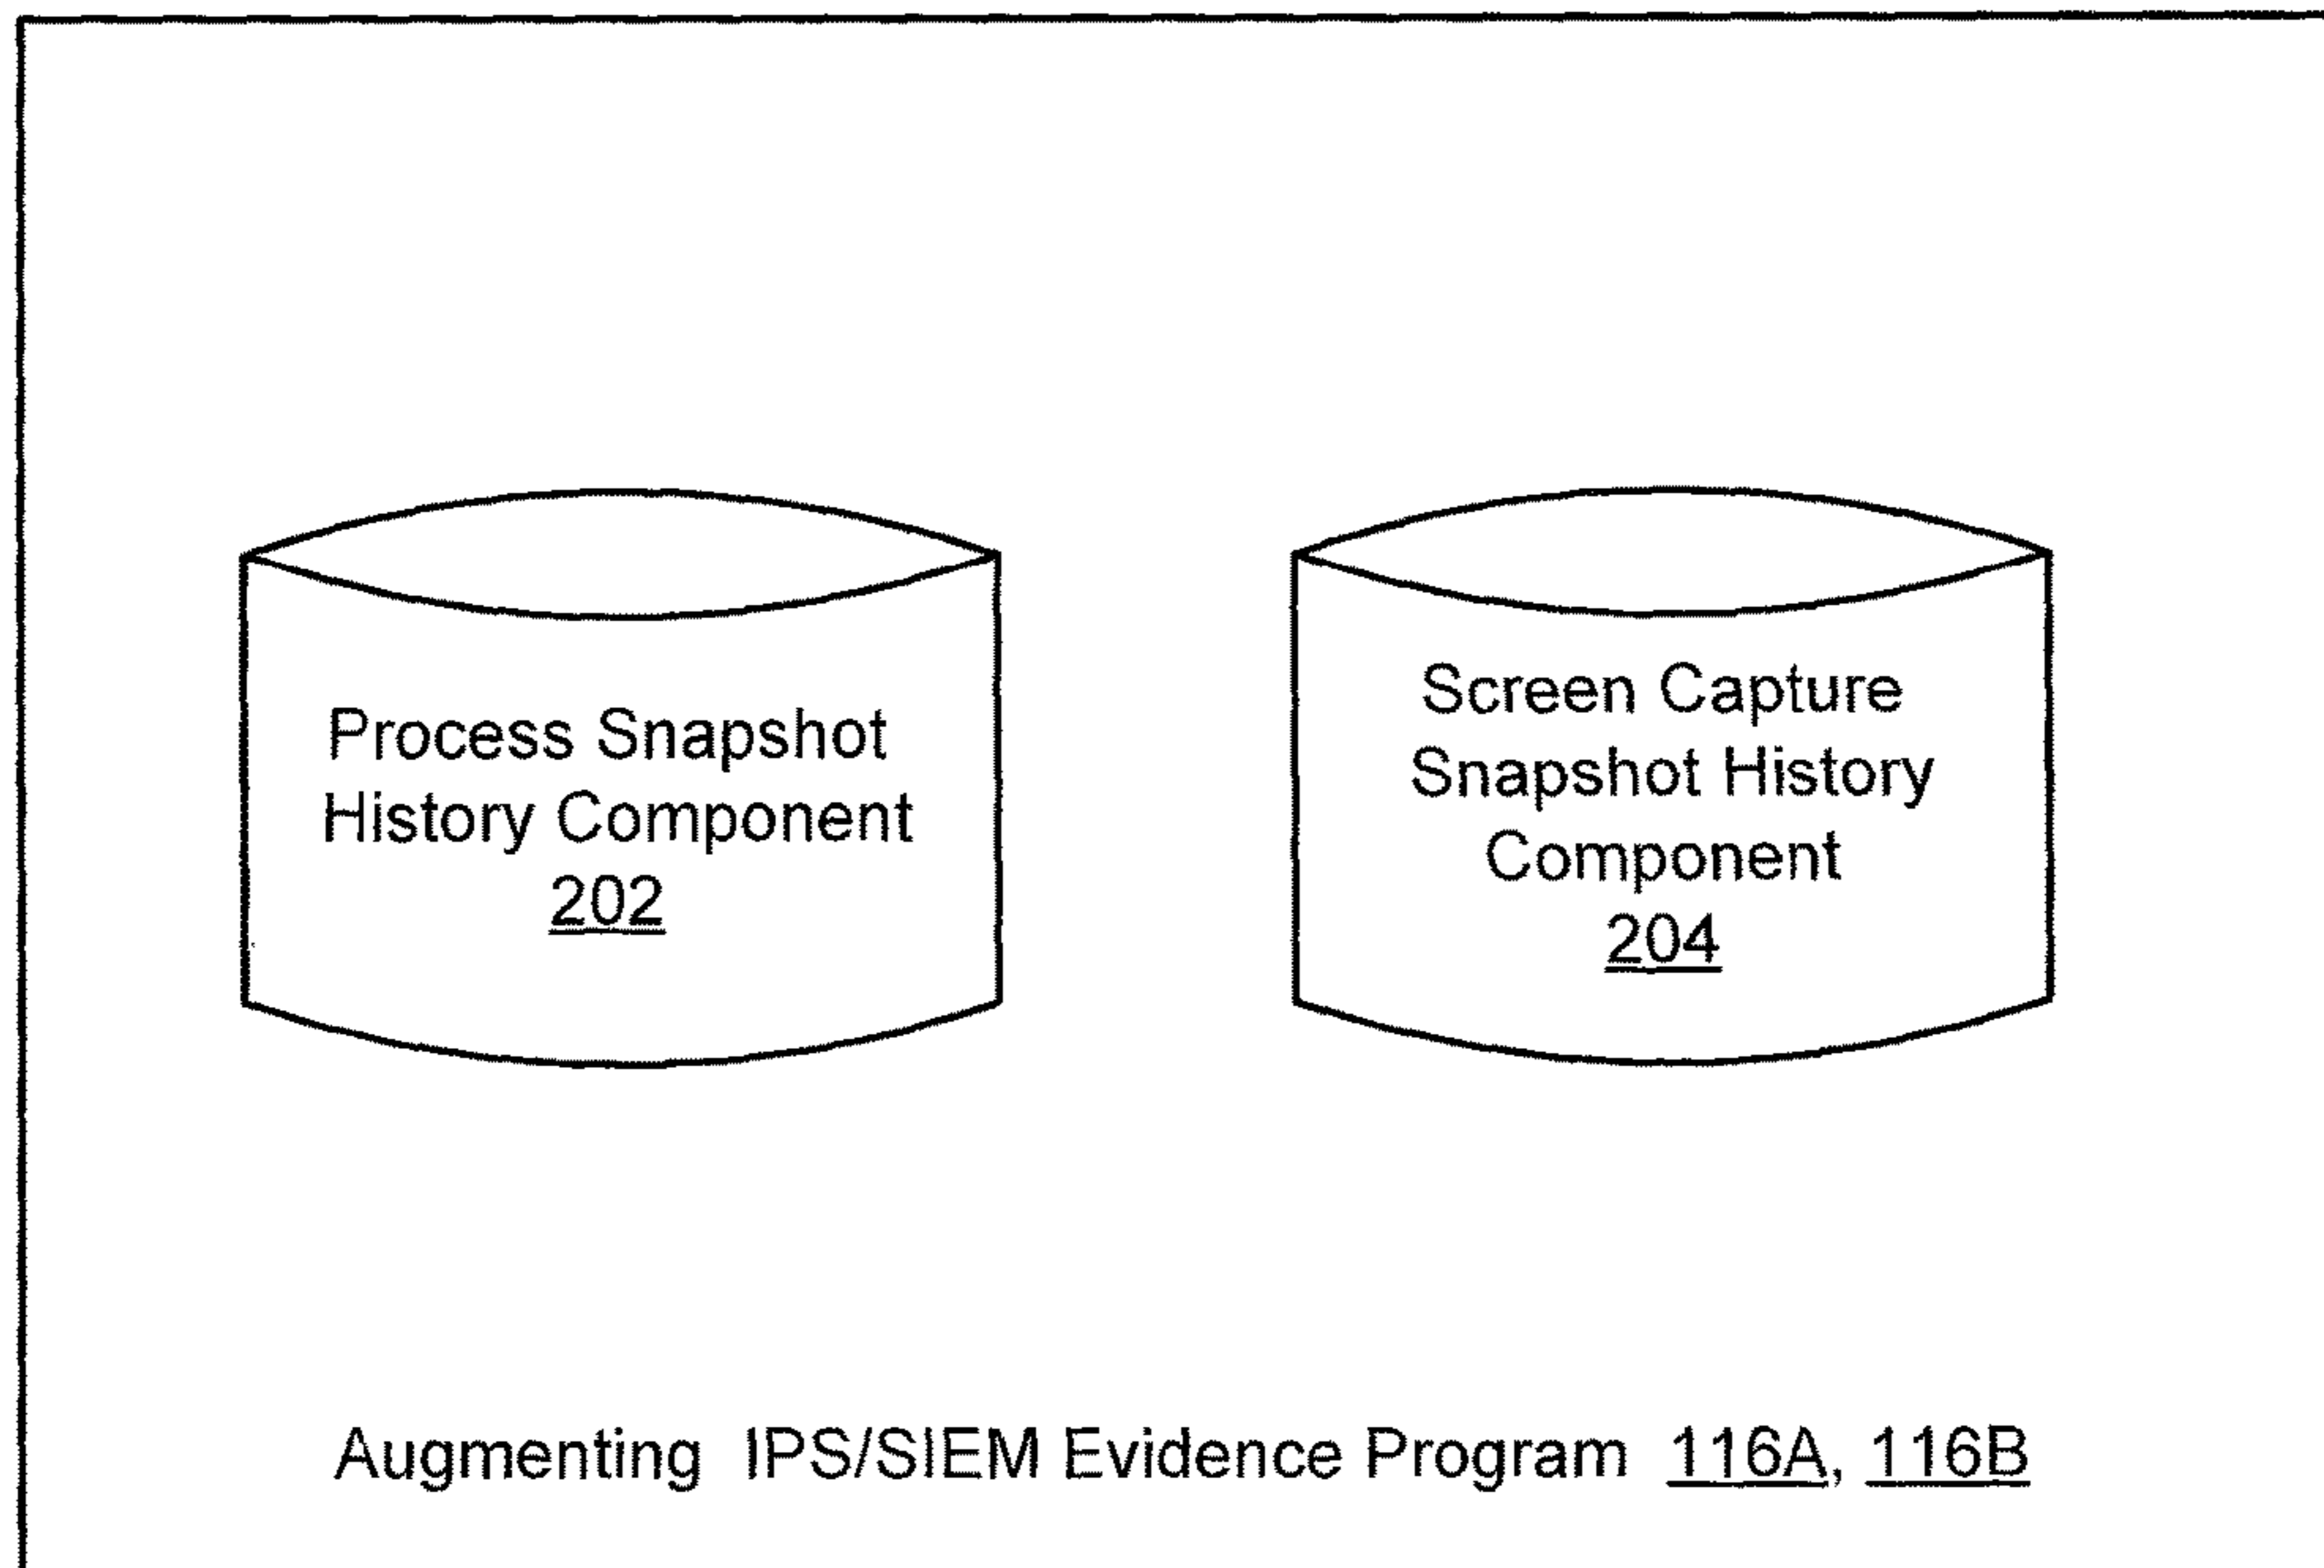 Process Snapshot
History Component
202
Screen Capture
Snapshot History
Component
204
Augmenting IPS/SIEM Evidence Program 116A, 116B